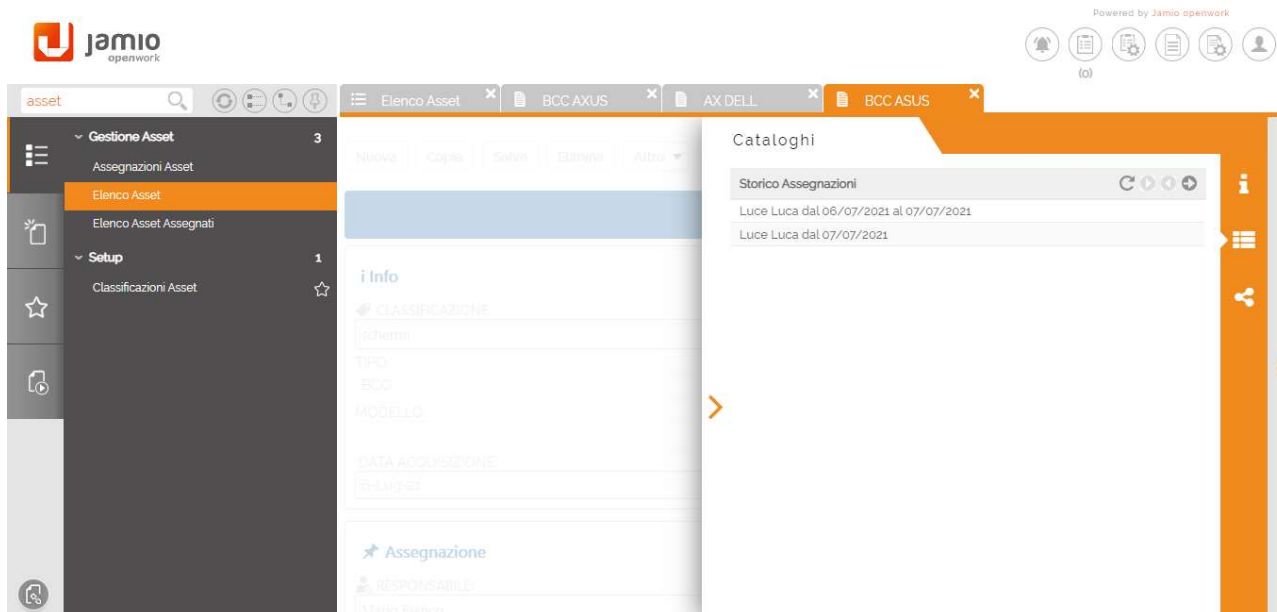 Powered by Jamio openwork
jamio
openwork
(0)
asset
Elenco Asset
BCC AXUS
AX DELL
BCC ASUS
Gestione Asset 3
Assegnazioni Asset
Elenco Asset
Elenco Asset Assegnati
Setup 1
Classificazioni Asset
Nuova Copia Salva Elimina Altro
i Info
CLASSIFICAZIONE:
schermi
TIPO:
BCC
MODELLO:
DATA ACQUISIZIONE:
Assegnazione
RESPONSABILE:
Mario Bianco
Cataloghi
Storico Assegnazioni
Luce Luca dal 06/07/2021 al 07/07/2021
Luce Luca dal 07/07/2021